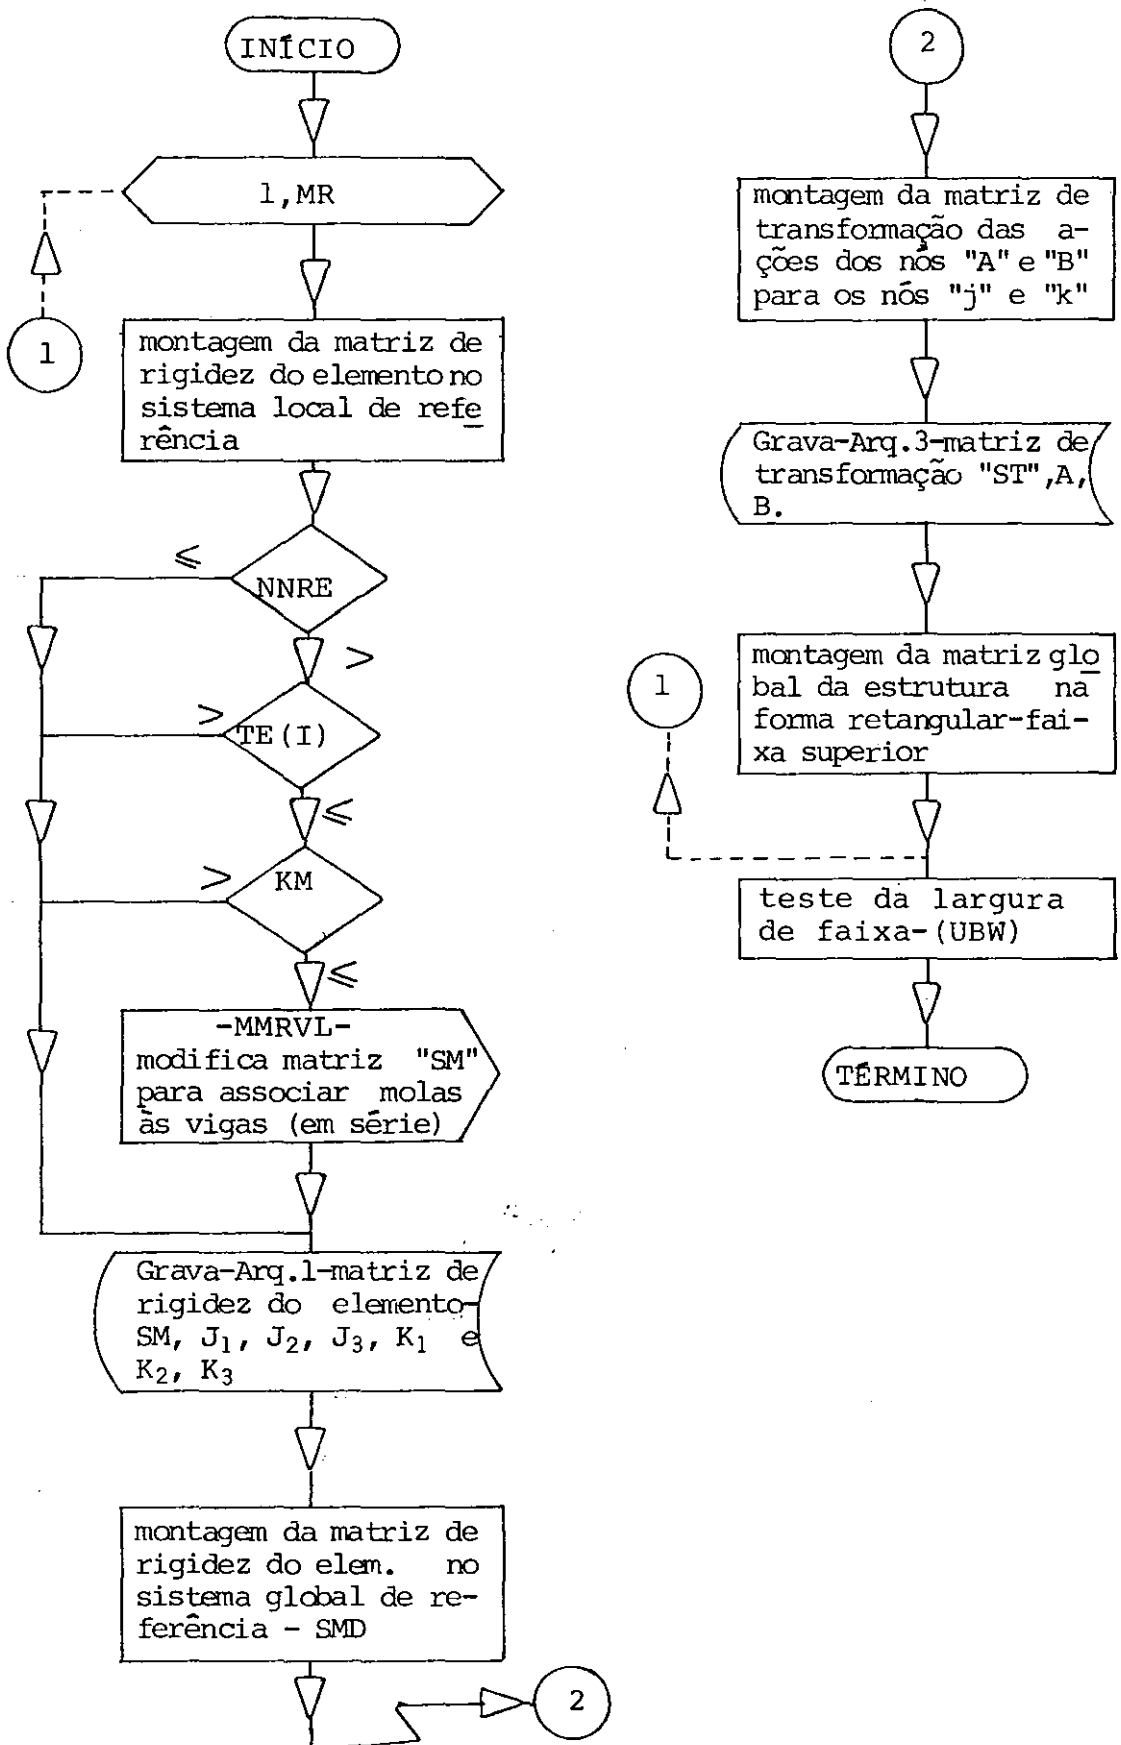 INÍCIO
1,MR
1
montagem da matriz de
rigidez do elemento no
sistema local de refe
rência
≤
NNRE
>
>
TE(I)
≤
>
KM
≤
-MMRVL-
modifica matriz "SM"
para associar molas
às vigas (em série)
Grava-Arq.1-matriz de
rigidez do elemento-
SM, J₁, J₂, J₃, K₁ e
K₂, K₃
montagem da matriz de
rigidez do elem. no
sistema global de re-
ferência - SMD
2
2
montagem da matriz de
transformação das a-
ções dos nós "A" e "B"
para os nós "j" e "k"
Grava-Arq.3-matriz de
transformação "ST",A,
B.
montagem da matriz glo
bal da estrutura na
forma retangular-fai-
xa superior
1
teste da largura
de faixa-(UBW)
TÉRMINO